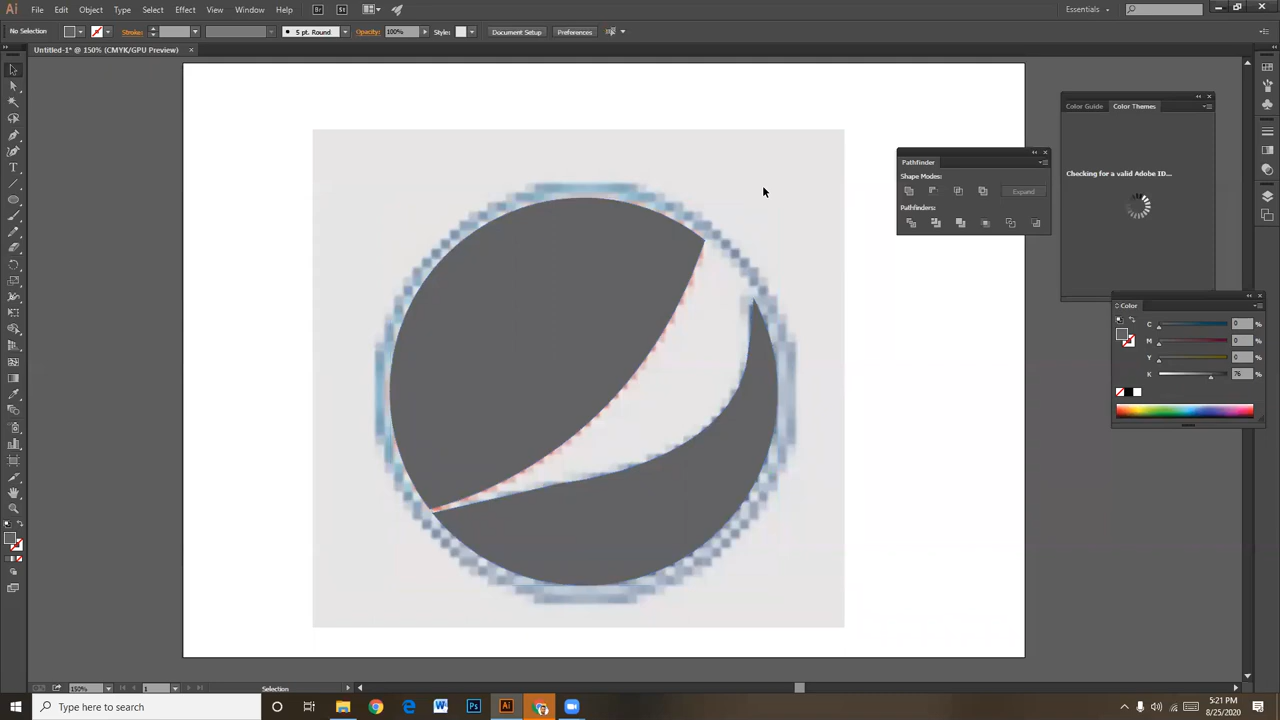 Ai File Edit Object Type Select Effect View Window Help Br St Essentials
No Selection Stroke: 5 pt. Round Opacity: 100% Style: Document Setup Preferences
Untitled-1* @ 150% (CMYK/GPU Preview)
Color Guide Color Themes
Checking for a valid Adobe ID...
Pathfinder
Shape Modes:
Expand
Pathfinders:
Color
C 0 %
M 0 %
Y 0 %
K 76 %
150% 1 Selection
Type here to search
5:21 PM
8/25/2020